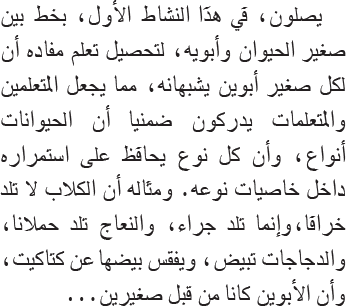 يصلون، في هذا النشاط الأول، بخط بين
صغير الحيوان وأبويه، لتحصيل تعلم مفاده أن
لكل صغير أبوين يشبهانه، مما يجعل المتعلمين
والمتعلمات يدركون ضمنيا أن الحيوانات
أنواع، وأن كل نوع يحاقظ على استمراره
داخل خاصيات نوعه. ومثاله أن الكلاب لا تلد
خرافا،وإنما تلد جراء، والنعاج تلد حملانا،
والدجاجات تبيض، ويفقس بيضها عن كتاكيت،
وأن الأبوين كانا من قبل صغيرين...